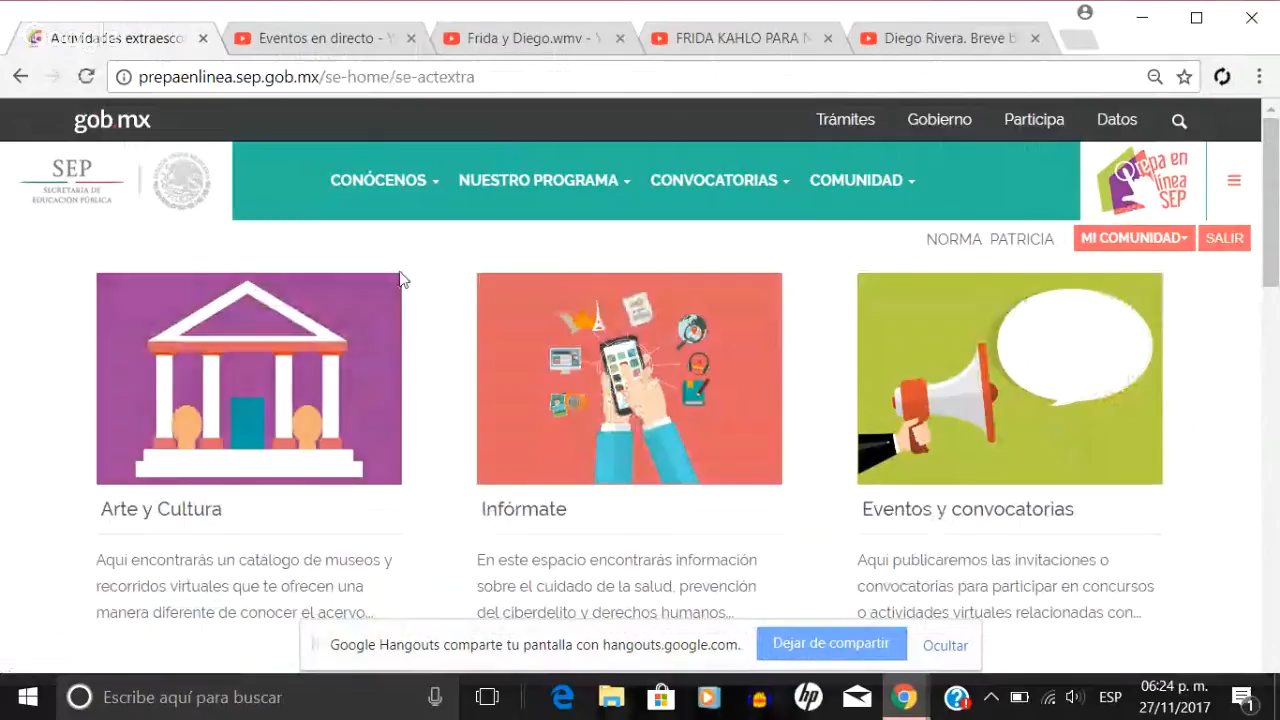 Actividades extraesco
Eventos en directo - Y
Frida y Diego.wmv - Y
FRIDA KAHLO PARA N
Diego Rivera. Breve b
prepaenlinea.sep.gob.mx/se-home/se-actextra
gob.mx
Trámites
Gobierno
Participa
Datos
SEP
SECRETARÍA DE
EDUCACIÓN PÚBLICA
CONÓCENOS
NUESTRO PROGRAMA
CONVOCATORIAS
COMUNIDAD
Prepa en
línea
SEP
NORMA PATRICIA
MI COMUNIDAD
SALIR
Arte y Cultura
Aquí encontrarás un catálogo de museos y
recorridos virtuales que te ofrecen una
manera diferente de conocer el acervo...
Infórmate
En este espacio encontrarás información
sobre el cuidado de la salud, prevención
del ciberdelito y derechos humanos...
Eventos y convocatorias
Aquí publicaremos las invitaciones o
convocatorias para participar en concursos
o actividades virtuales relacionadas con...
Google Hangouts comparte tu pantalla con hangouts.google.com.
Dejar de compartir
Ocultar
Escribe aquí para buscar
hp
ESP
06:24 p. m.
27/11/2017
1